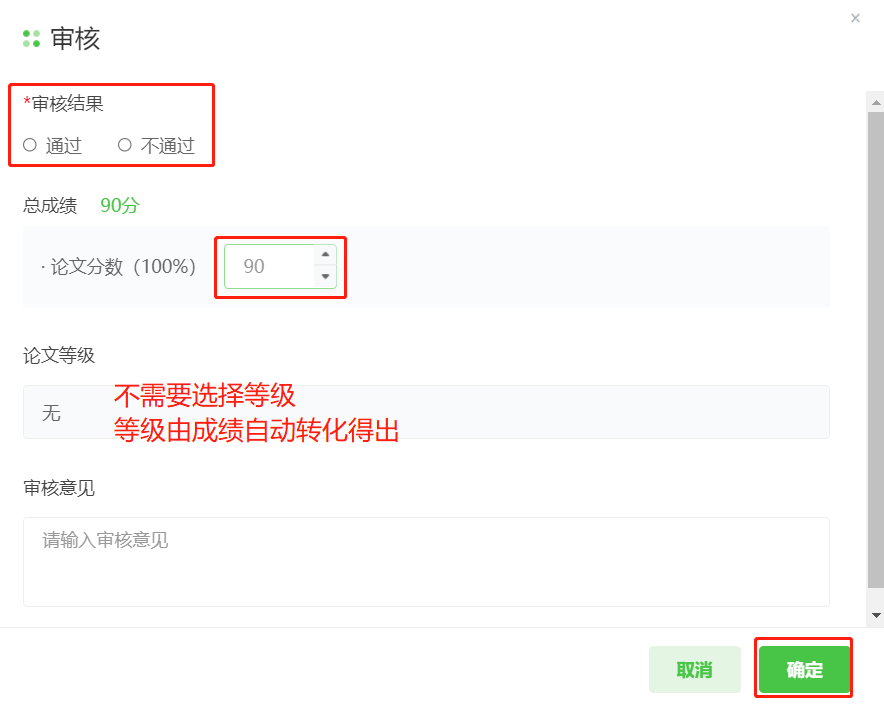 ×
审核
*审核结果
通过 不通过
总成绩 90分
· 论文分数（100%） 90
论文等级
无
不需要选择等级
等级由成绩自动转化得出
审核意见
请输入审核意见
取消 确定